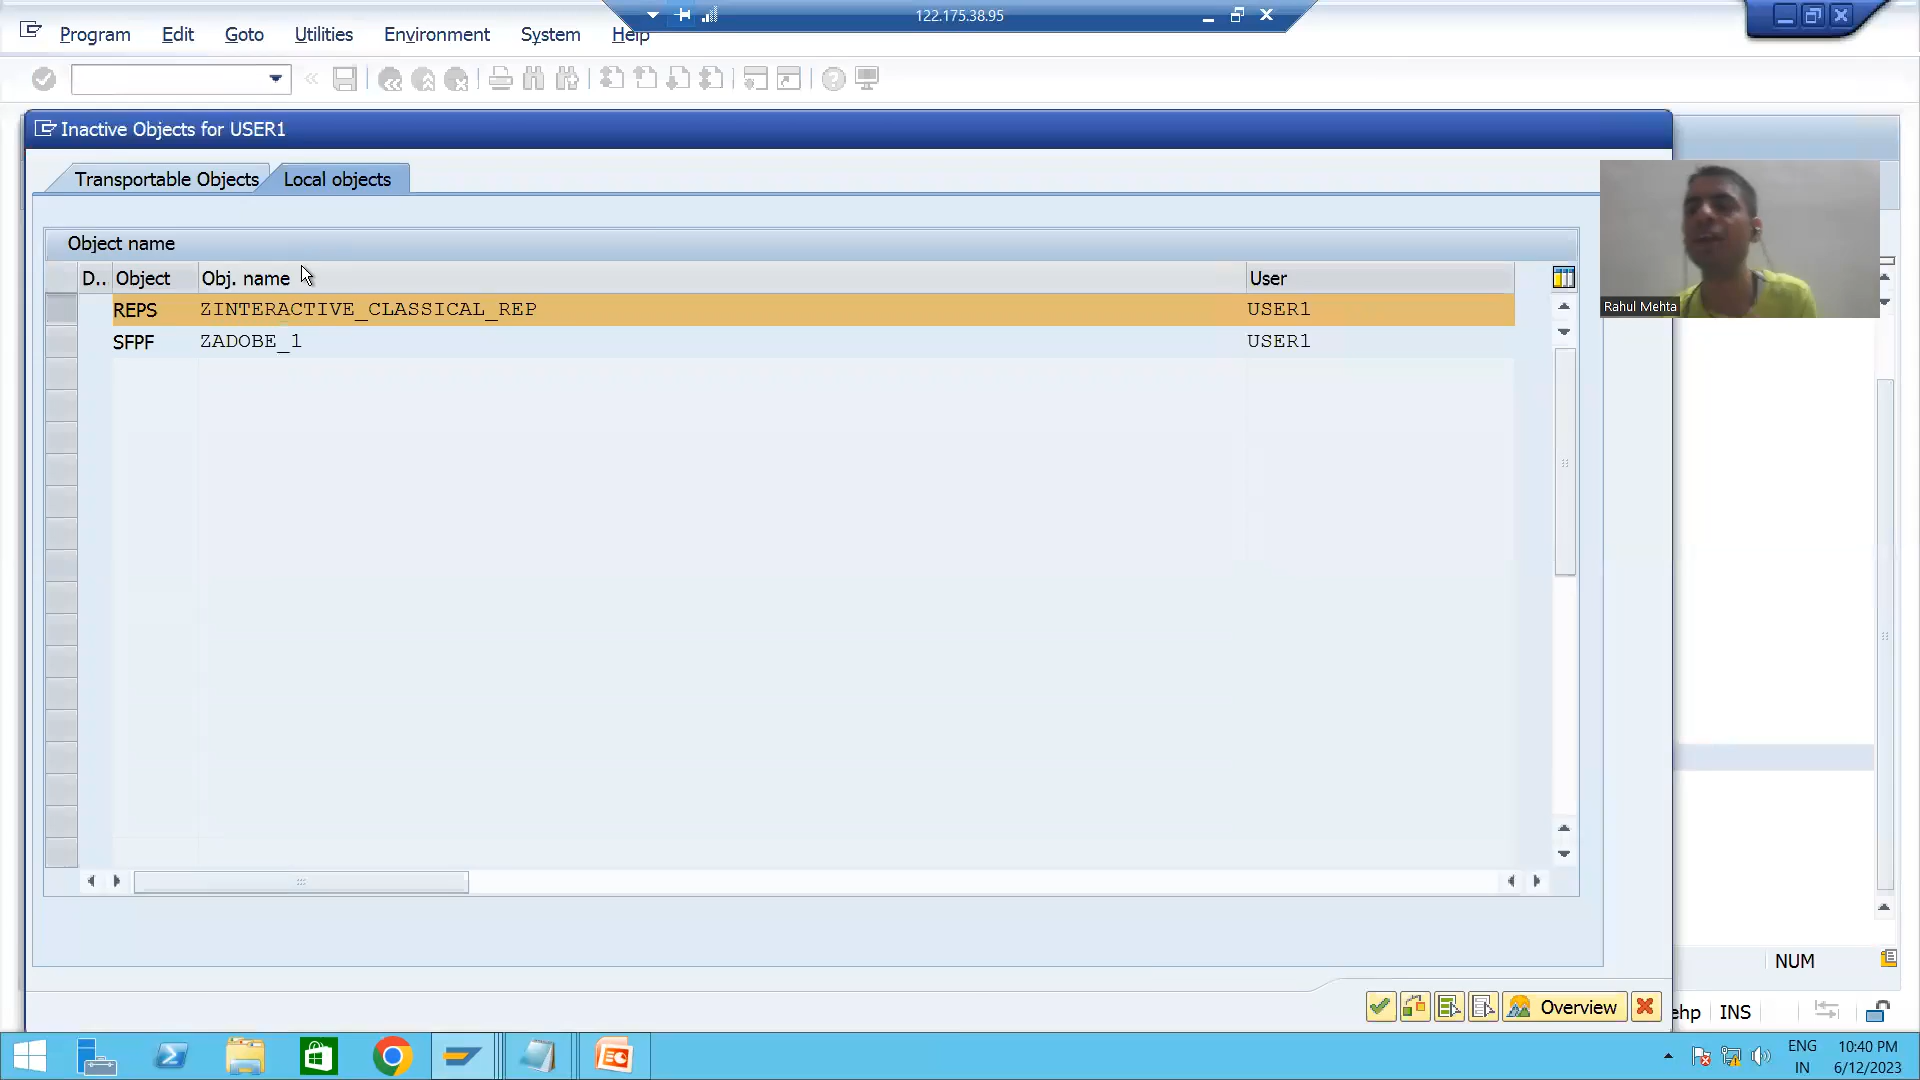 122.175.38.95
Program Edit Goto Utilities Environment System Help
Inactive Objects for USER1
Transportable Objects Local objects
Object name
D.. Object Obj. name User
REPS ZINTERACTIVE_CLASSICAL_REP USER1
SFPF ZADOBE_1 USER1
Rahul Mehta
NUM
Overview
ehp INS
ENG 10:40 PM
IN 6/12/2023